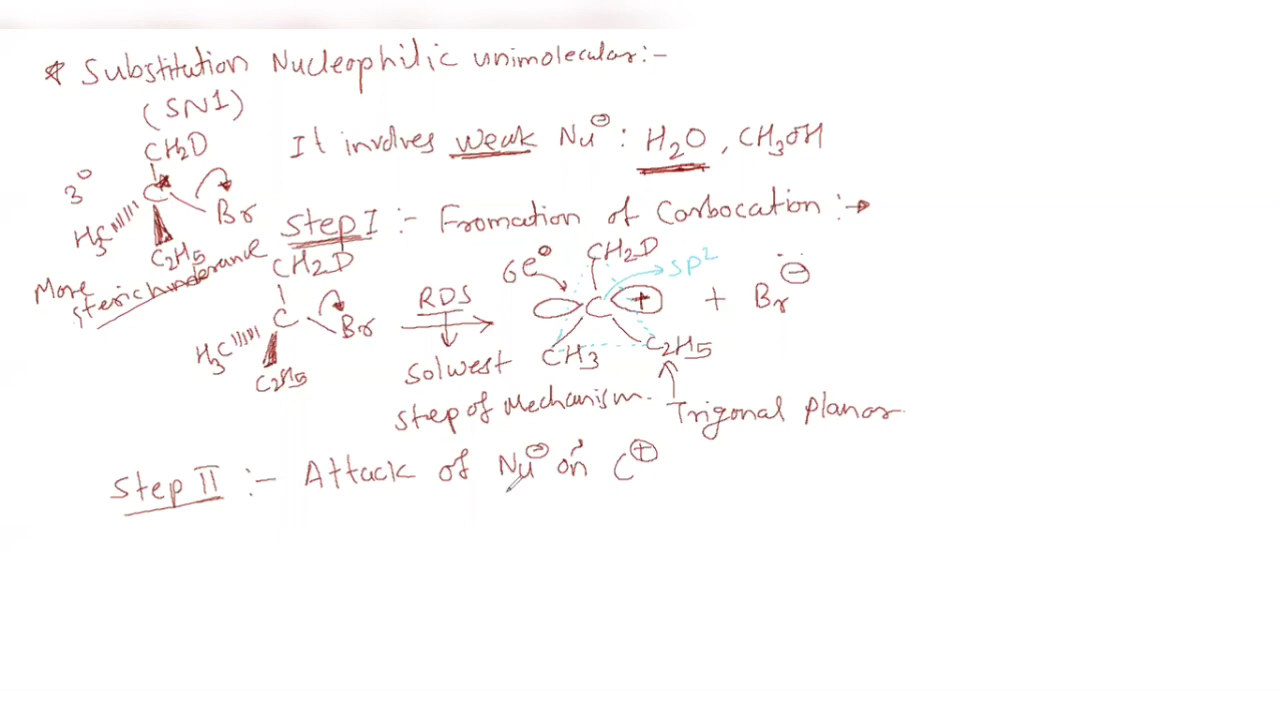 * Substitution Nucleophilic unimolecular:-
(SN1)
It involves weak Nu⊖ : H2O , CH3OH
CH2D
3°
C*
Br
H3C
C2H5
More
sterichinderance
Step I :- Fromation of Carbocation :→
CH2D
C
Br
H3C
C2H5
RDS
Solwest
Step of Mechanism.
6e⊖
CH2D
SP²
C
+
CH3
C2H5
+ Br⊖
Trigonal planar
Step II :- Attack of Nu⊖ on C⊕